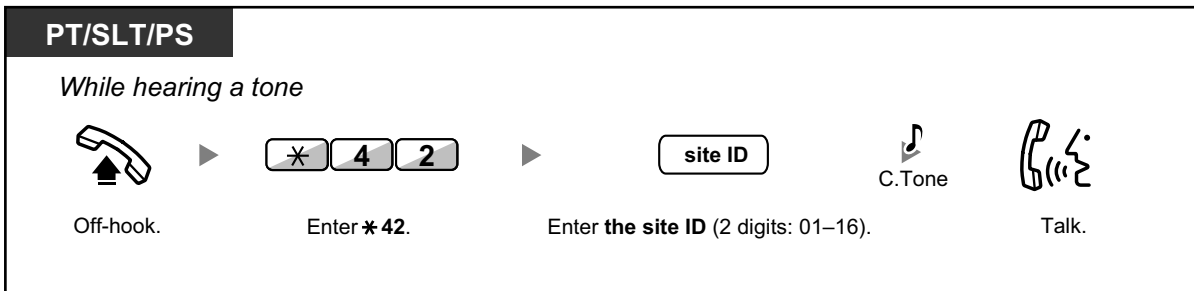 PT/SLT/PS
While hearing a tone
* 4 2
site ID
C.Tone
Off-hook.
Enter * 42.
Enter the site ID (2 digits: 01–16).
Talk.